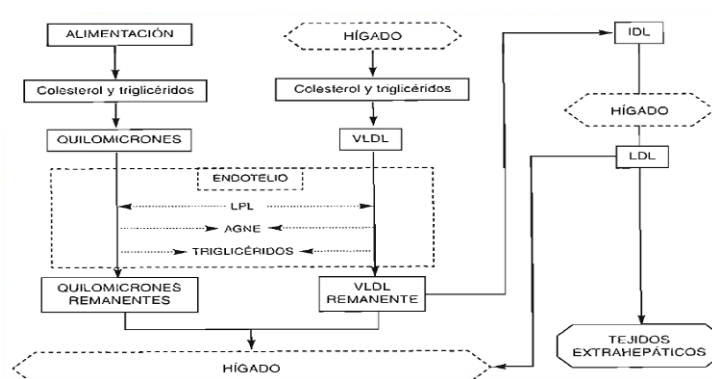 ALIMENTACIÓN
HÍGADO
IDL
Colesterol y triglicéridos
Colesterol y triglicéridos
HÍGADO
QUILOMICRONES
VLDL
LDL
ENDOTELIO
LPL
AGNE
TRIGLICÉRIDOS
QUILOMICRONES
REMANENTES
VLDL
REMANENTE
TEJIDOS
EXTRAHEPÁTICOS
HÍGADO